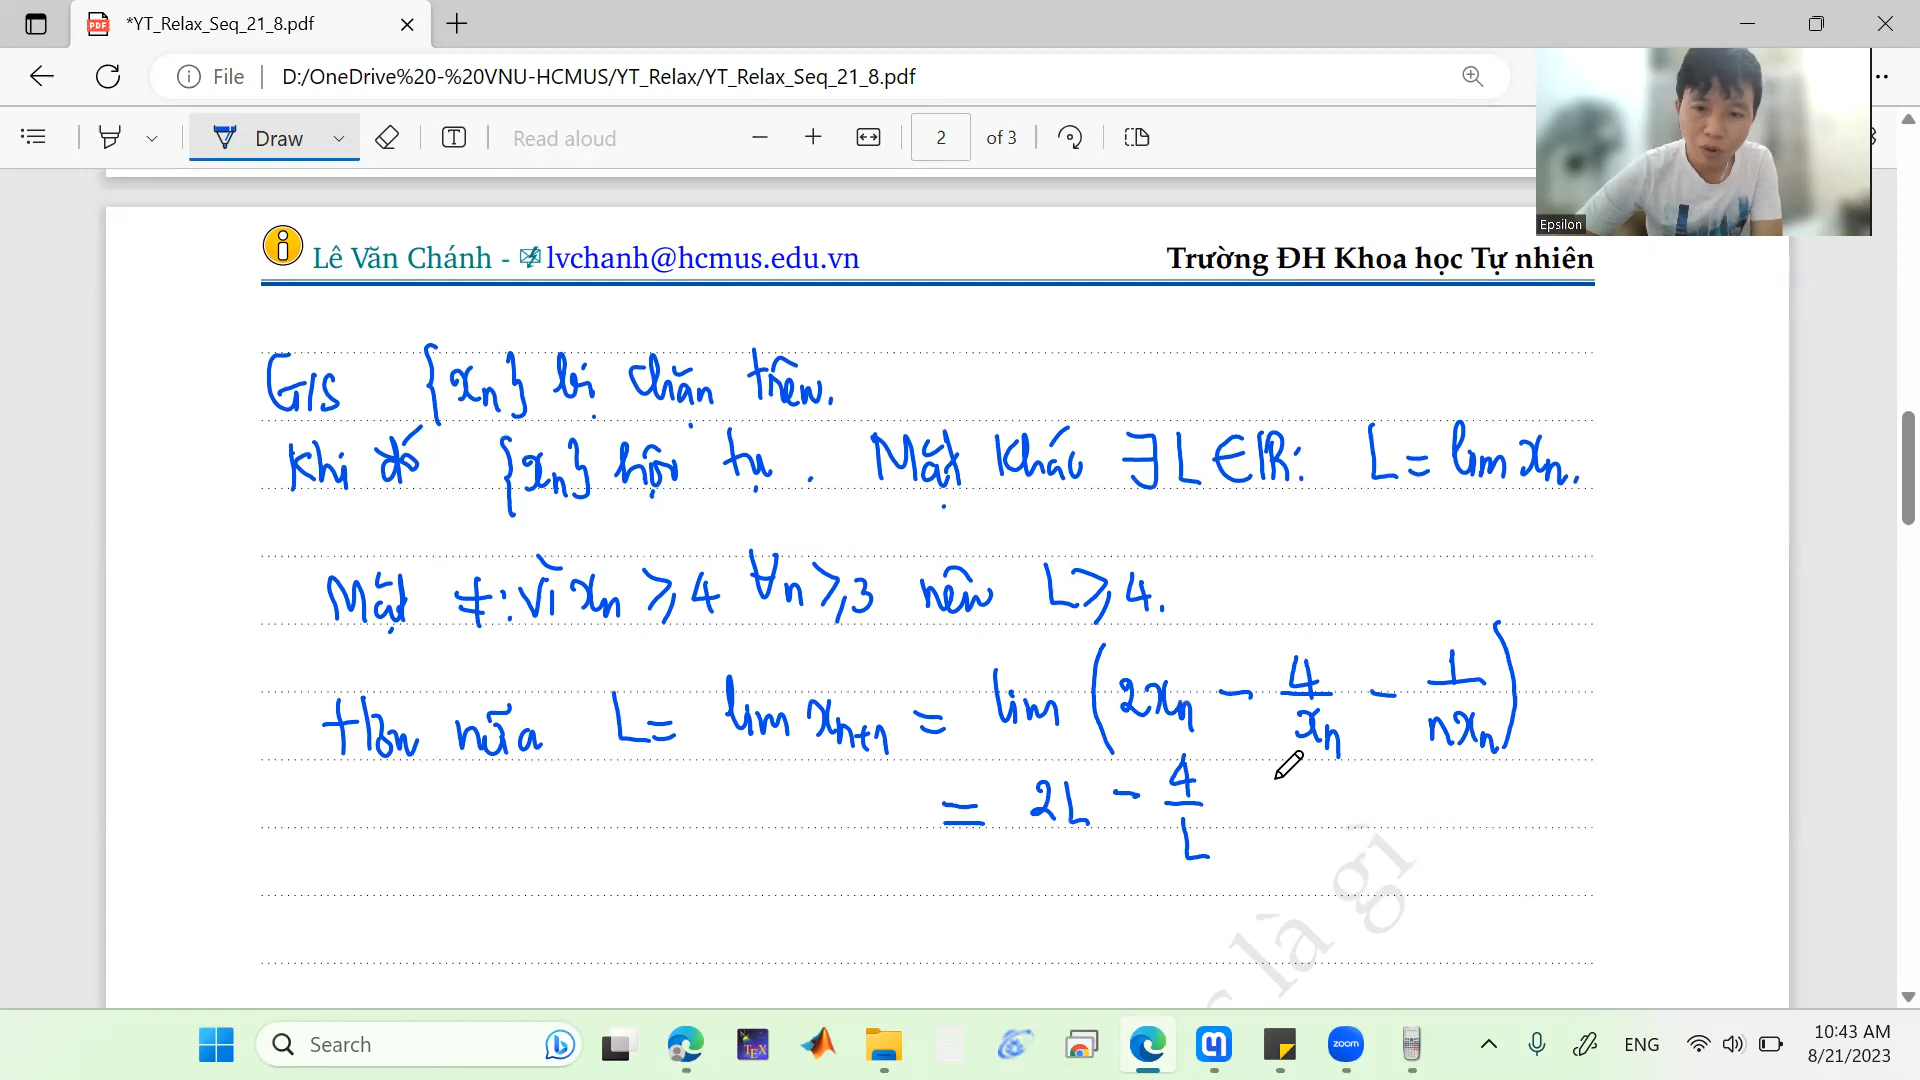 *YT_Relax_Seq_21_8.pdf
File D:/OneDrive%20-%20VNU-HCMUS/YT_Relax/YT_Relax_Seq_21_8.pdf
Draw Read aloud 2 of 3
Epsilon
Lê Văn Chánh - lvchanh@hcmus.edu.vn Trường ĐH Khoa học Tự nhiên
G/S {xn} bị chặn trên.
Khi đó {xn} hội tụ. Mặt khác ∃ L ∈ ℝ: L = lim xn.
Mặt ≠: vì xn ⩾ 4 ∀n ⩾ 3 nên L ⩾ 4.
Hơn nữa L = lim xn+1 = lim (2xn - 4/xn - 1/nxn)
= 2L - 4/L
là gì
Search ENG 10:43 AM
8/21/2023